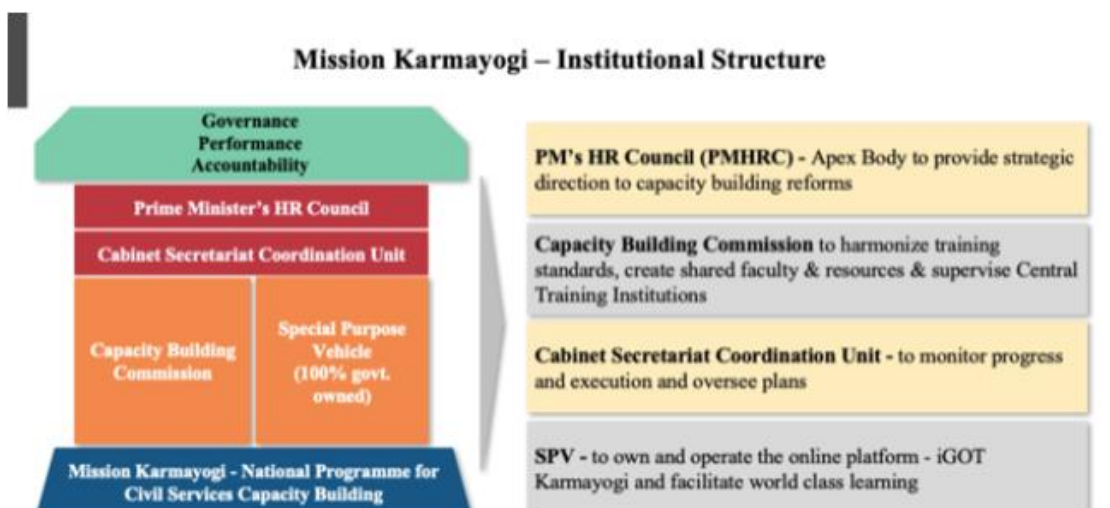 Mission Karmayogi – Institutional Structure
Governance
Performance
Accountability
Prime Minister's HR Council
Cabinet Secretariat Coordination Unit
Capacity Building
Commission
Special Purpose
Vehicle
(100% govt.
owned)
Mission Karmayogi - National Programme for
Civil Services Capacity Building
PM's HR Council (PMHRC) - Apex Body to provide strategic
direction to capacity building reforms
Capacity Building Commission to harmonize training
standards, create shared faculty & resources & supervise Central
Training Institutions
Cabinet Secretariat Coordination Unit - to monitor progress
and execution and oversee plans
SPV - to own and operate the online platform - iGOT
Karmayogi and facilitate world class learning